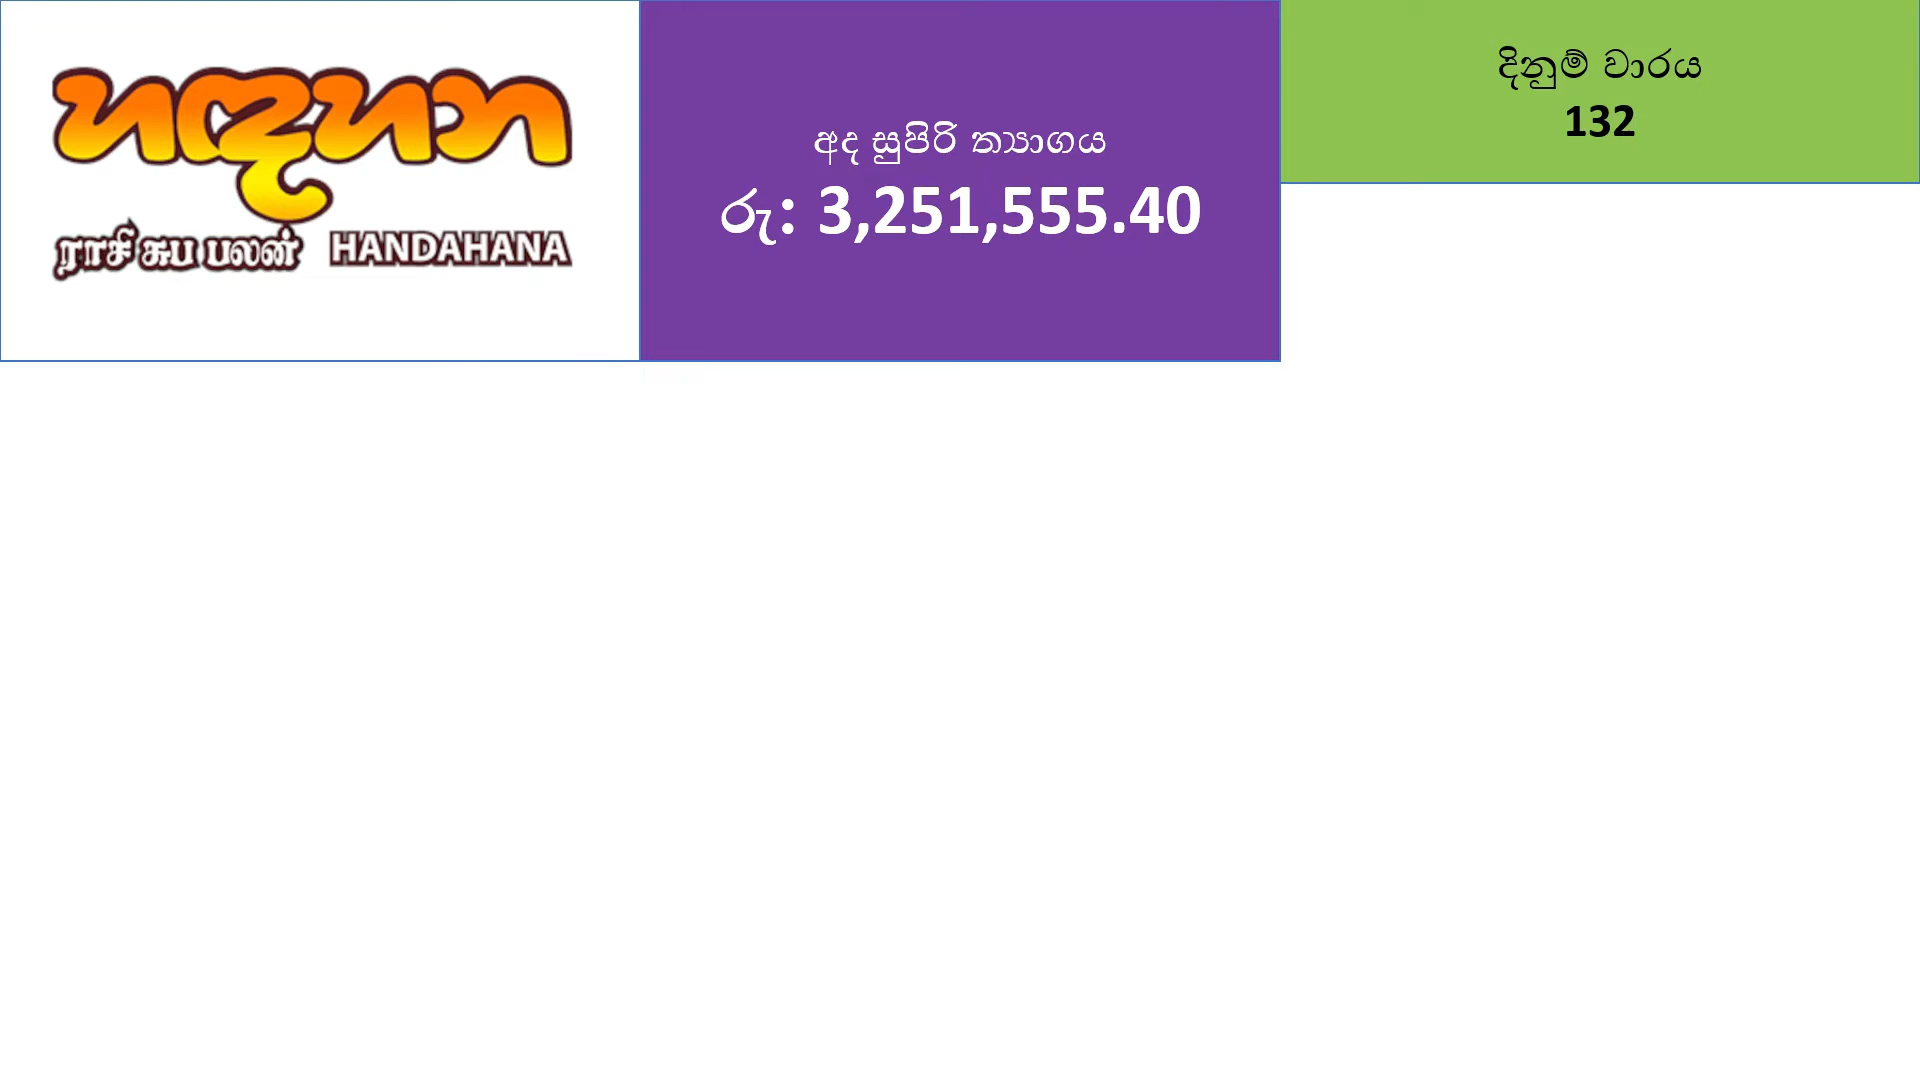 හඳහන
ராசி சுப பலன் HANDAHANA
අද සුපිරි ත්‍යාගය
රු: 3,251,555.40
දිනුම් වාරය
132